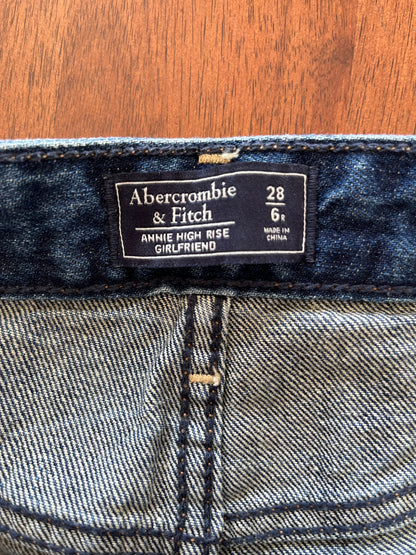 Abercrombie
& Fitch
ANNIE HIGH RISE
GIRLFRIEND
28
6R
MADE IN
CHINA